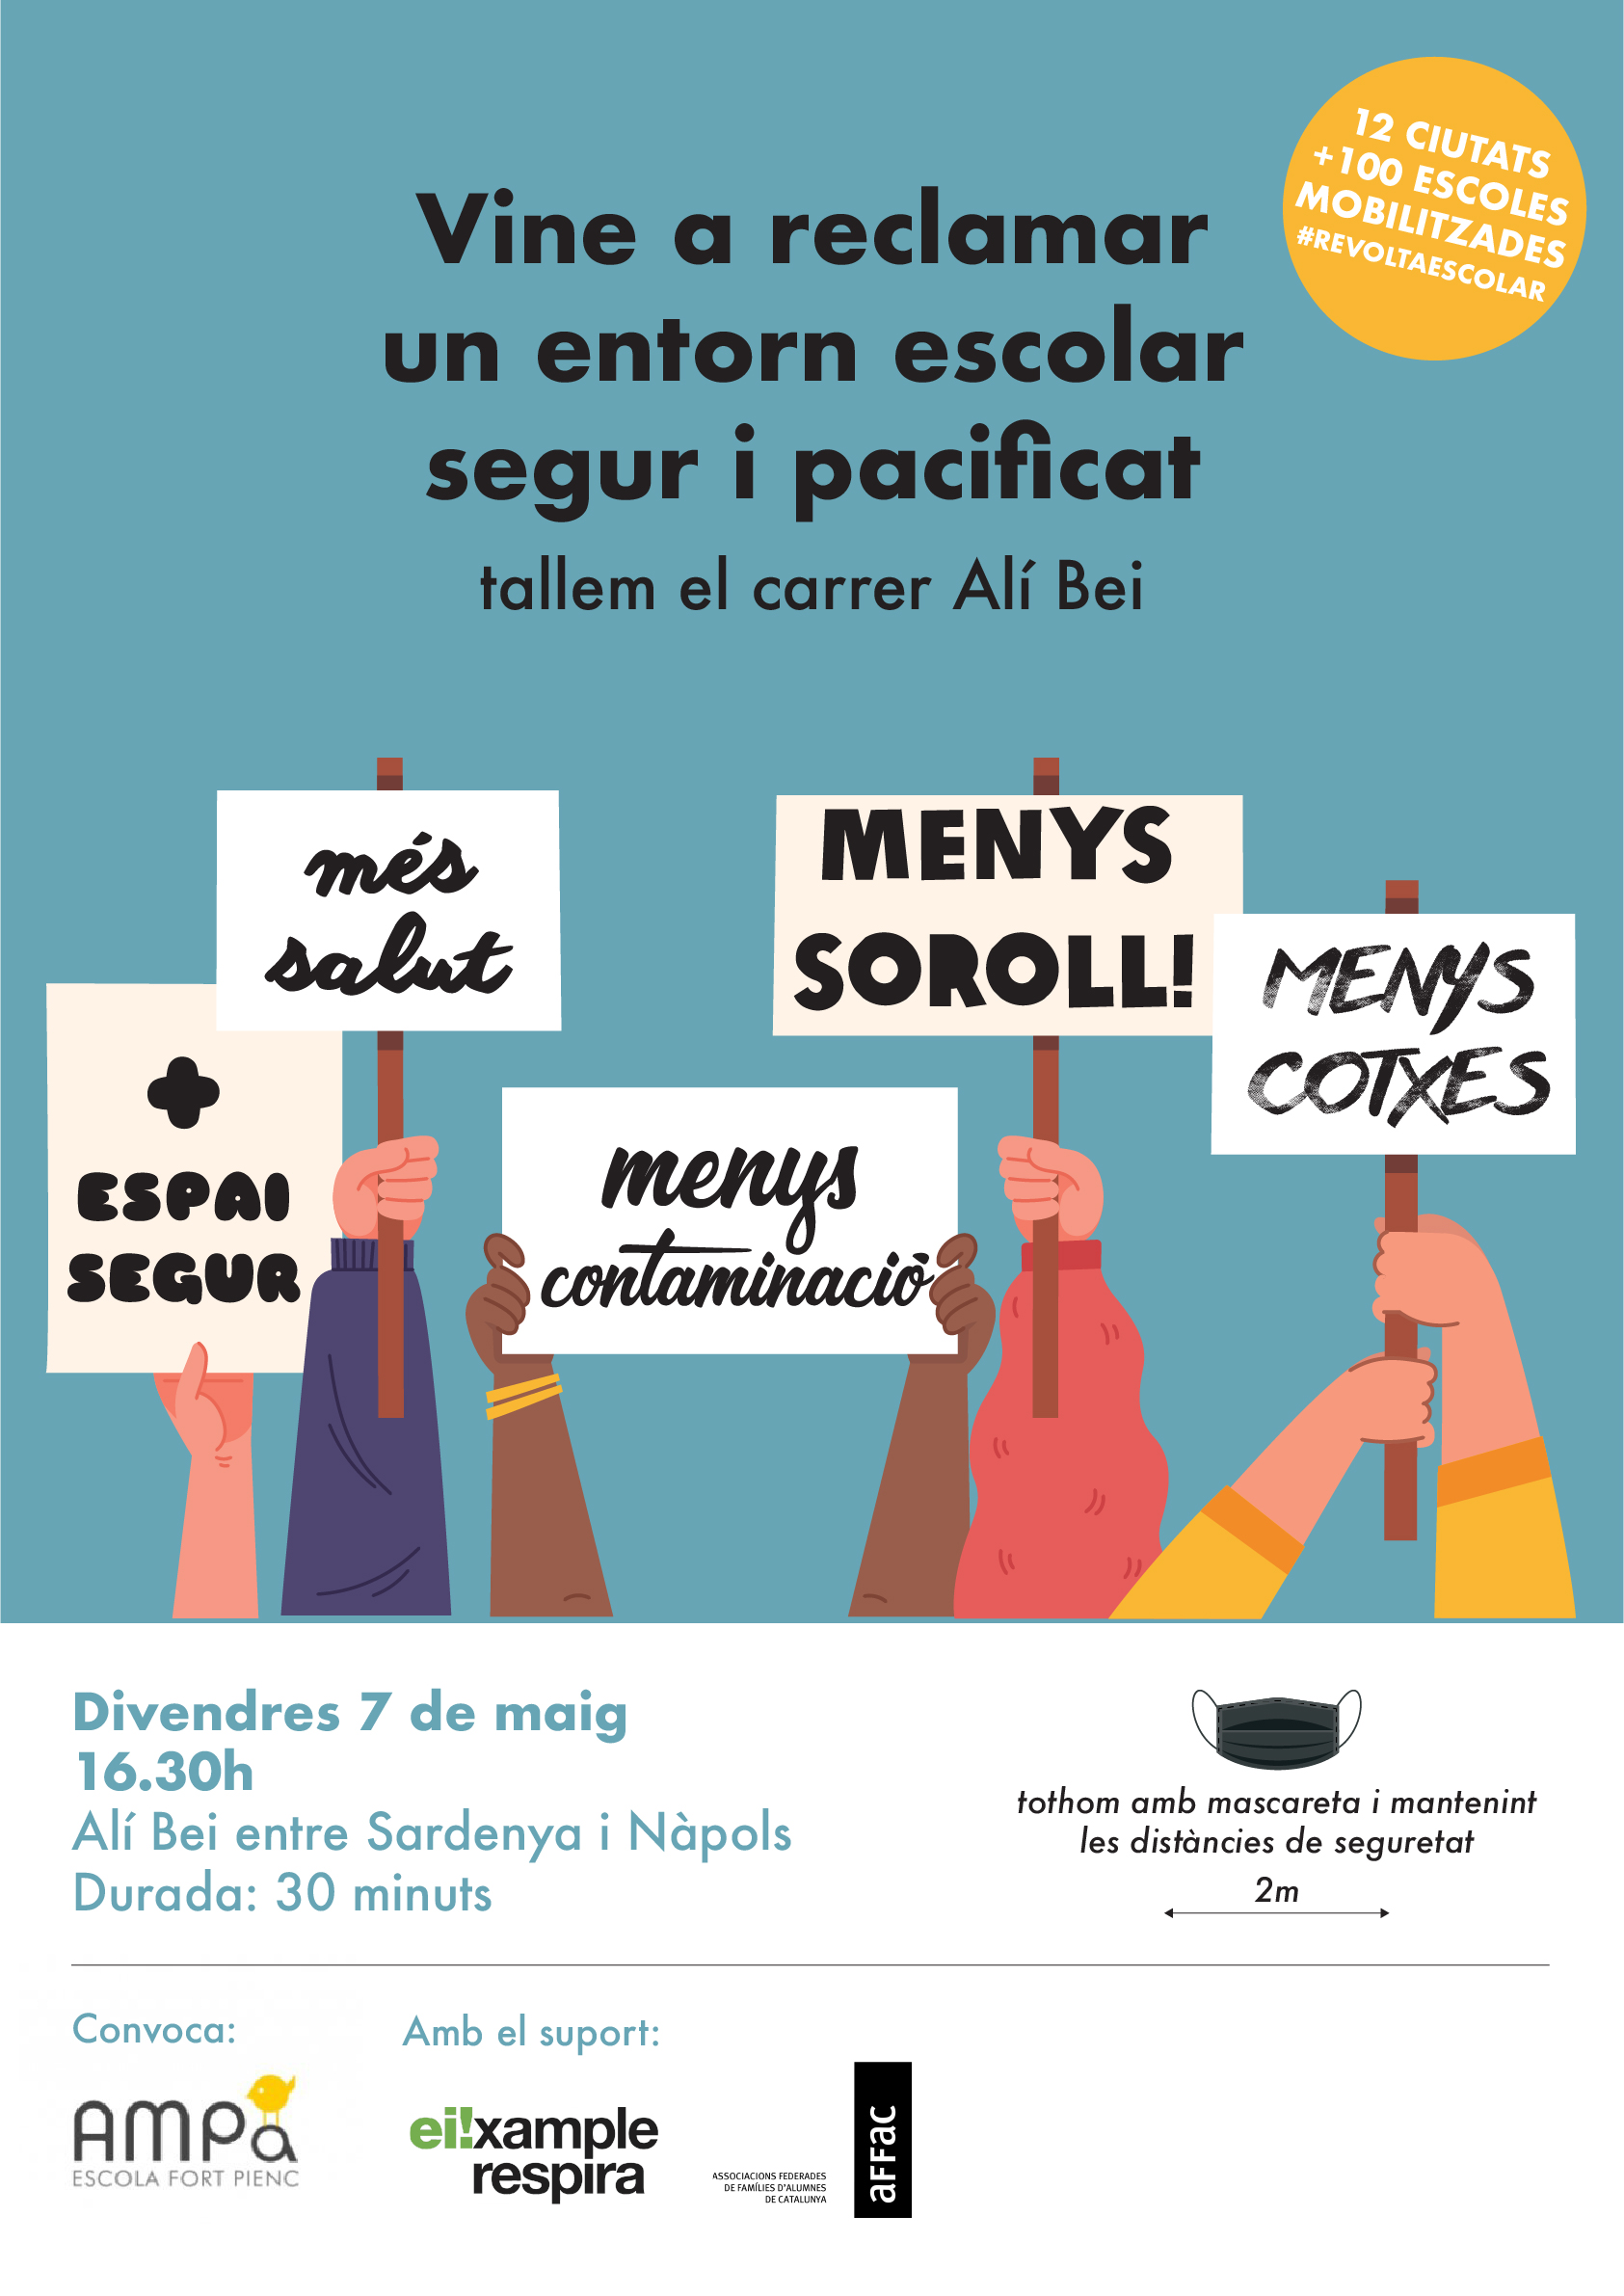 12 CIUTATS
+100 ESCOLES
MOBILITZADES
#REVOLTAESCOLAR
Vine a reclamar
un entorn escolar
segur i pacificat
tallem el carrer Alí Bei
més
salut
MENYS
SOROLL!
MENYS
COTXES
+
ESPAI
SEGUR
menys
contaminació
Divendres 7 de maig
16.30h
Alí Bei entre Sardenya i Nàpols
Durada: 30 minuts
tothom amb mascareta i mantenint
les distàncies de seguretat
2m
Convoca:
AMPa
ESCOLA FORT PIENC
Amb el suport:
ei!xample
respira
ASSOCIACIONS FEDERADES
DE FAMÍLIES D'ALUMNES
DE CATALUNYA
aFFaC